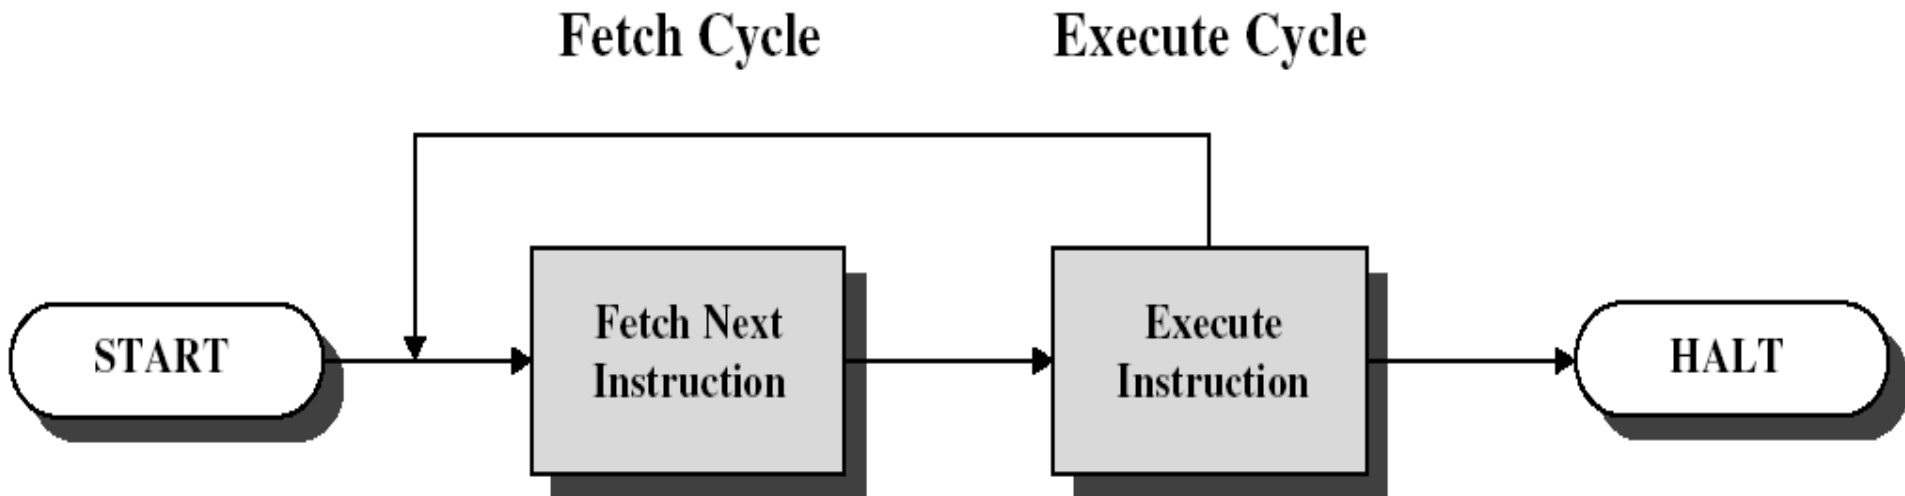 Fetch Cycle
Execute Cycle
START
Fetch Next
Instruction
Execute
Instruction
HALT